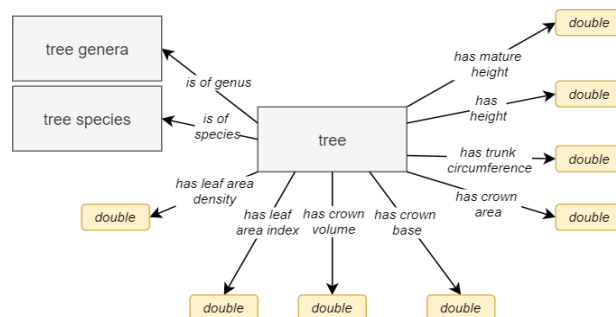 tree genera
tree species
is of genus
is of
species
tree
has mature
height
double
has
height
double
has trunk
circumference
double
has crown
area
double
has leaf area
density
double
has leaf
area index
double
has crown
volume
double
has crown
base
double